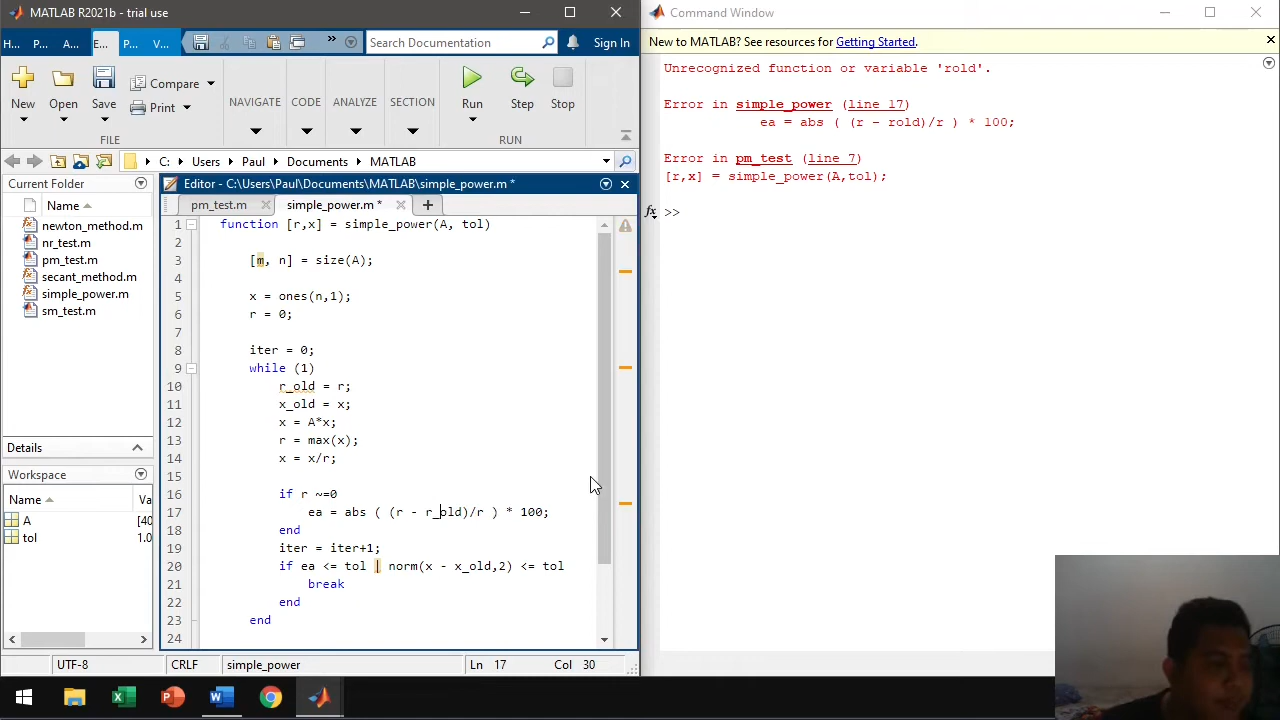 MATLAB R2021b - trial use
H... P... A... E... P... V...
Search Documentation
Sign In
New
Open
Save
Compare
Print
NAVIGATE
CODE
ANALYZE
SECTION
Run
Step
Stop
FILE
RUN
C:
Users
Paul
Documents
MATLAB
Current Folder
Name
newton_method.m
nr_test.m
pm_test.m
secant_method.m
simple_power.m
sm_test.m
Details
Workspace
Name
Va
A
[40
tol
1.0
Editor - C:\Users\Paul\Documents\MATLAB\simple_power.m *
pm_test.m
simple_power.m *
1 function [r,x] = simple_power(A, tol)
2
3 [m, n] = size(A);
4
5 x = ones(n,1);
6 r = 0;
7
8 iter = 0;
9 while (1)
10 r_old = r;
11 x_old = x;
12 x = A*x;
13 r = max(x);
14 x = x/r;
15
16 if r ~=0
17 ea = abs ( (r - r_old)/r ) * 100;
18 end
19 iter = iter+1;
20 if ea <= tol | norm(x - x_old,2) <= tol
21 break
22 end
23 end
24
UTF-8
CRLF
simple_power
Ln 17
Col 30
Command Window
New to MATLAB? See resources for Getting Started.
Unrecognized function or variable 'rold'.
Error in simple_power (line 17)
ea = abs ( (r - rold)/r ) * 100;
Error in pm_test (line 7)
[r,x] = simple_power(A,tol);
fx >>